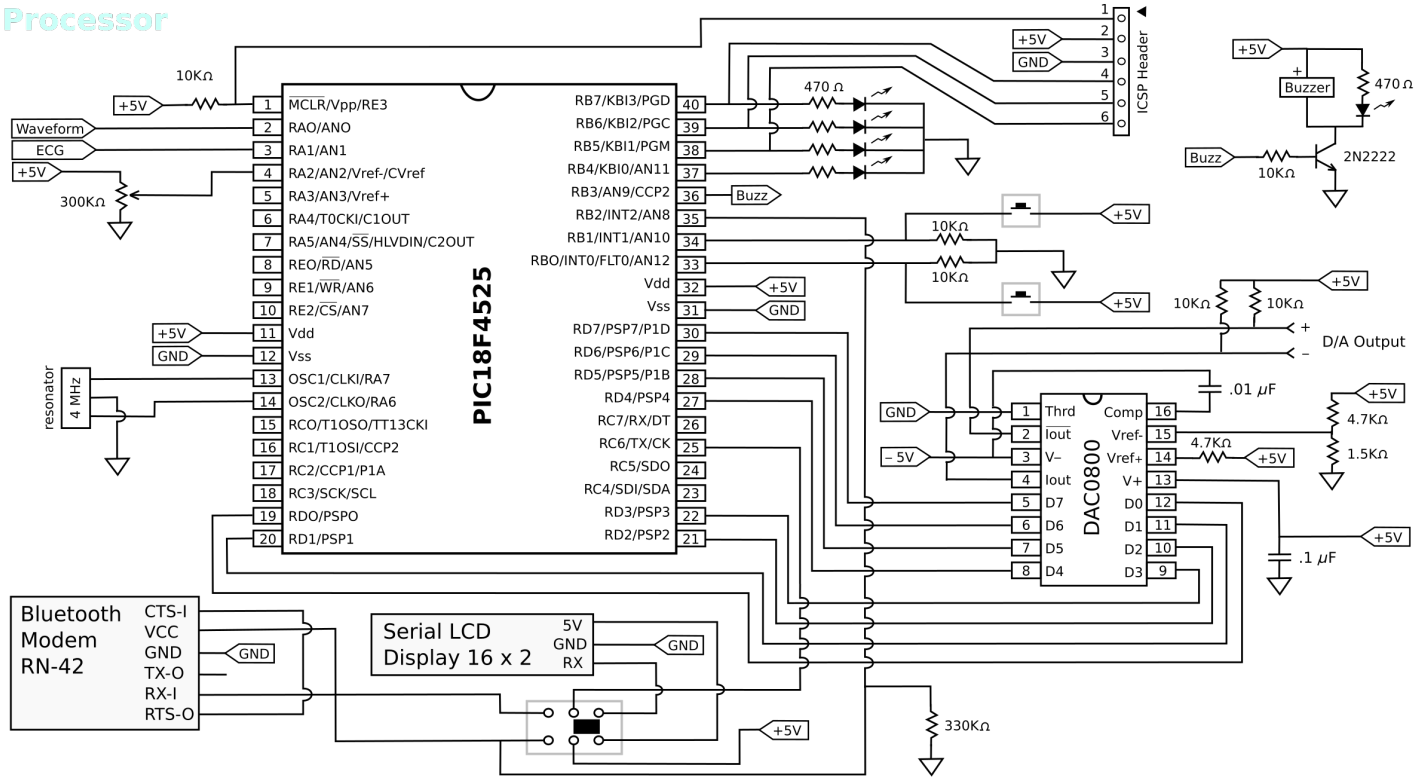 Processor
10KΩ
+5V
Waveform
ECG
+5V
300KΩ
+5V
GND
resonator
4 MHz
1 MCLR/Vpp/RE3
2 RAO/ANO
3 RA1/AN1
4 RA2/AN2/Vref-/CVref
5 RA3/AN3/Vref+
6 RA4/T0CKI/C1OUT
7 RA5/AN4/SS/HLVDIN/C2OUT
8 REO/RD/AN5
9 RE1/WR/AN6
10 RE2/CS/AN7
11 Vdd
12 Vss
13 OSC1/CLKI/RA7
14 OSC2/CLKO/RA6
15 RCO/T1OSO/TT13CKI
16 RC1/T1OSI/CCP2
17 RC2/CCP1/P1A
18 RC3/SCK/SCL
19 RDO/PSPO
20 RD1/PSP1
PIC18F4525
RB7/KBI3/PGD 40
RB6/KBI2/PGC 39
RB5/KBI1/PGM 38
RB4/KBI0/AN11 37
RB3/AN9/CCP2 36
RB2/INT2/AN8 35
RB1/INT1/AN10 34
RBO/INT0/FLT0/AN12 33
Vdd 32
Vss 31
RD7/PSP7/P1D 30
RD6/PSP6/P1C 29
RD5/PSP5/P1B 28
RD4/PSP4 27
RC7/RX/DT 26
RC6/TX/CK 25
RC5/SDO 24
RC4/SDI/SDA 23
RD3/PSP3 22
RD2/PSP2 21
470 Ω
Buzz
+5V
GND
1
2
3
4
5
6
ICSP Header
+5V
GND
+5V
10KΩ
10KΩ
+5V
+5V
+
Buzzer
470 Ω
Buzz
10KΩ
2N2222
+5V
10KΩ
10KΩ
+
−
D/A Output
.01 μF
+5V
4.7KΩ
1.5KΩ
4.7KΩ
+5V
+5V
.1 μF
GND
– 5V
1 Thrd
2 Iout
3 V–
4 Iout
5 D7
6 D6
7 D5
8 D4
DAC0800
Comp 16
Vref- 15
Vref+ 14
V+ 13
D0 12
D1 11
D2 10
D3 9
Bluetooth
Modem
RN-42
CTS-I
VCC
GND
TX-O
RX-I
RTS-O
GND
Serial LCD
Display 16 x 2
5V
GND
RX
GND
+5V
330KΩ